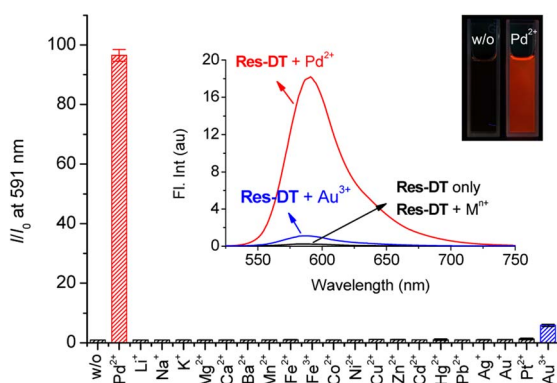 I/I₀ at 591 nm
100
80
60
40
20
0
w/o
Pd²⁺
Li⁺
Na⁺
K⁺
Mg²⁺
Ca²⁺
Ba²⁺
Mn²⁺
Fe²⁺
Fe³⁺
Co²⁺
Ni²⁺
Cu²⁺
Zn²⁺
Cd²⁺
Hg²⁺
Pb²⁺
Ag⁺
Au⁺
Pt²⁺
Au³⁺
Fl. Int (au)
20
16
12
8
4
0
Res-DT + Pd²⁺
Res-DT + Au³⁺
Res-DT only
Res-DT + Mⁿ⁺
550 600 650 700 750
Wavelength (nm)
w/o Pd²⁺